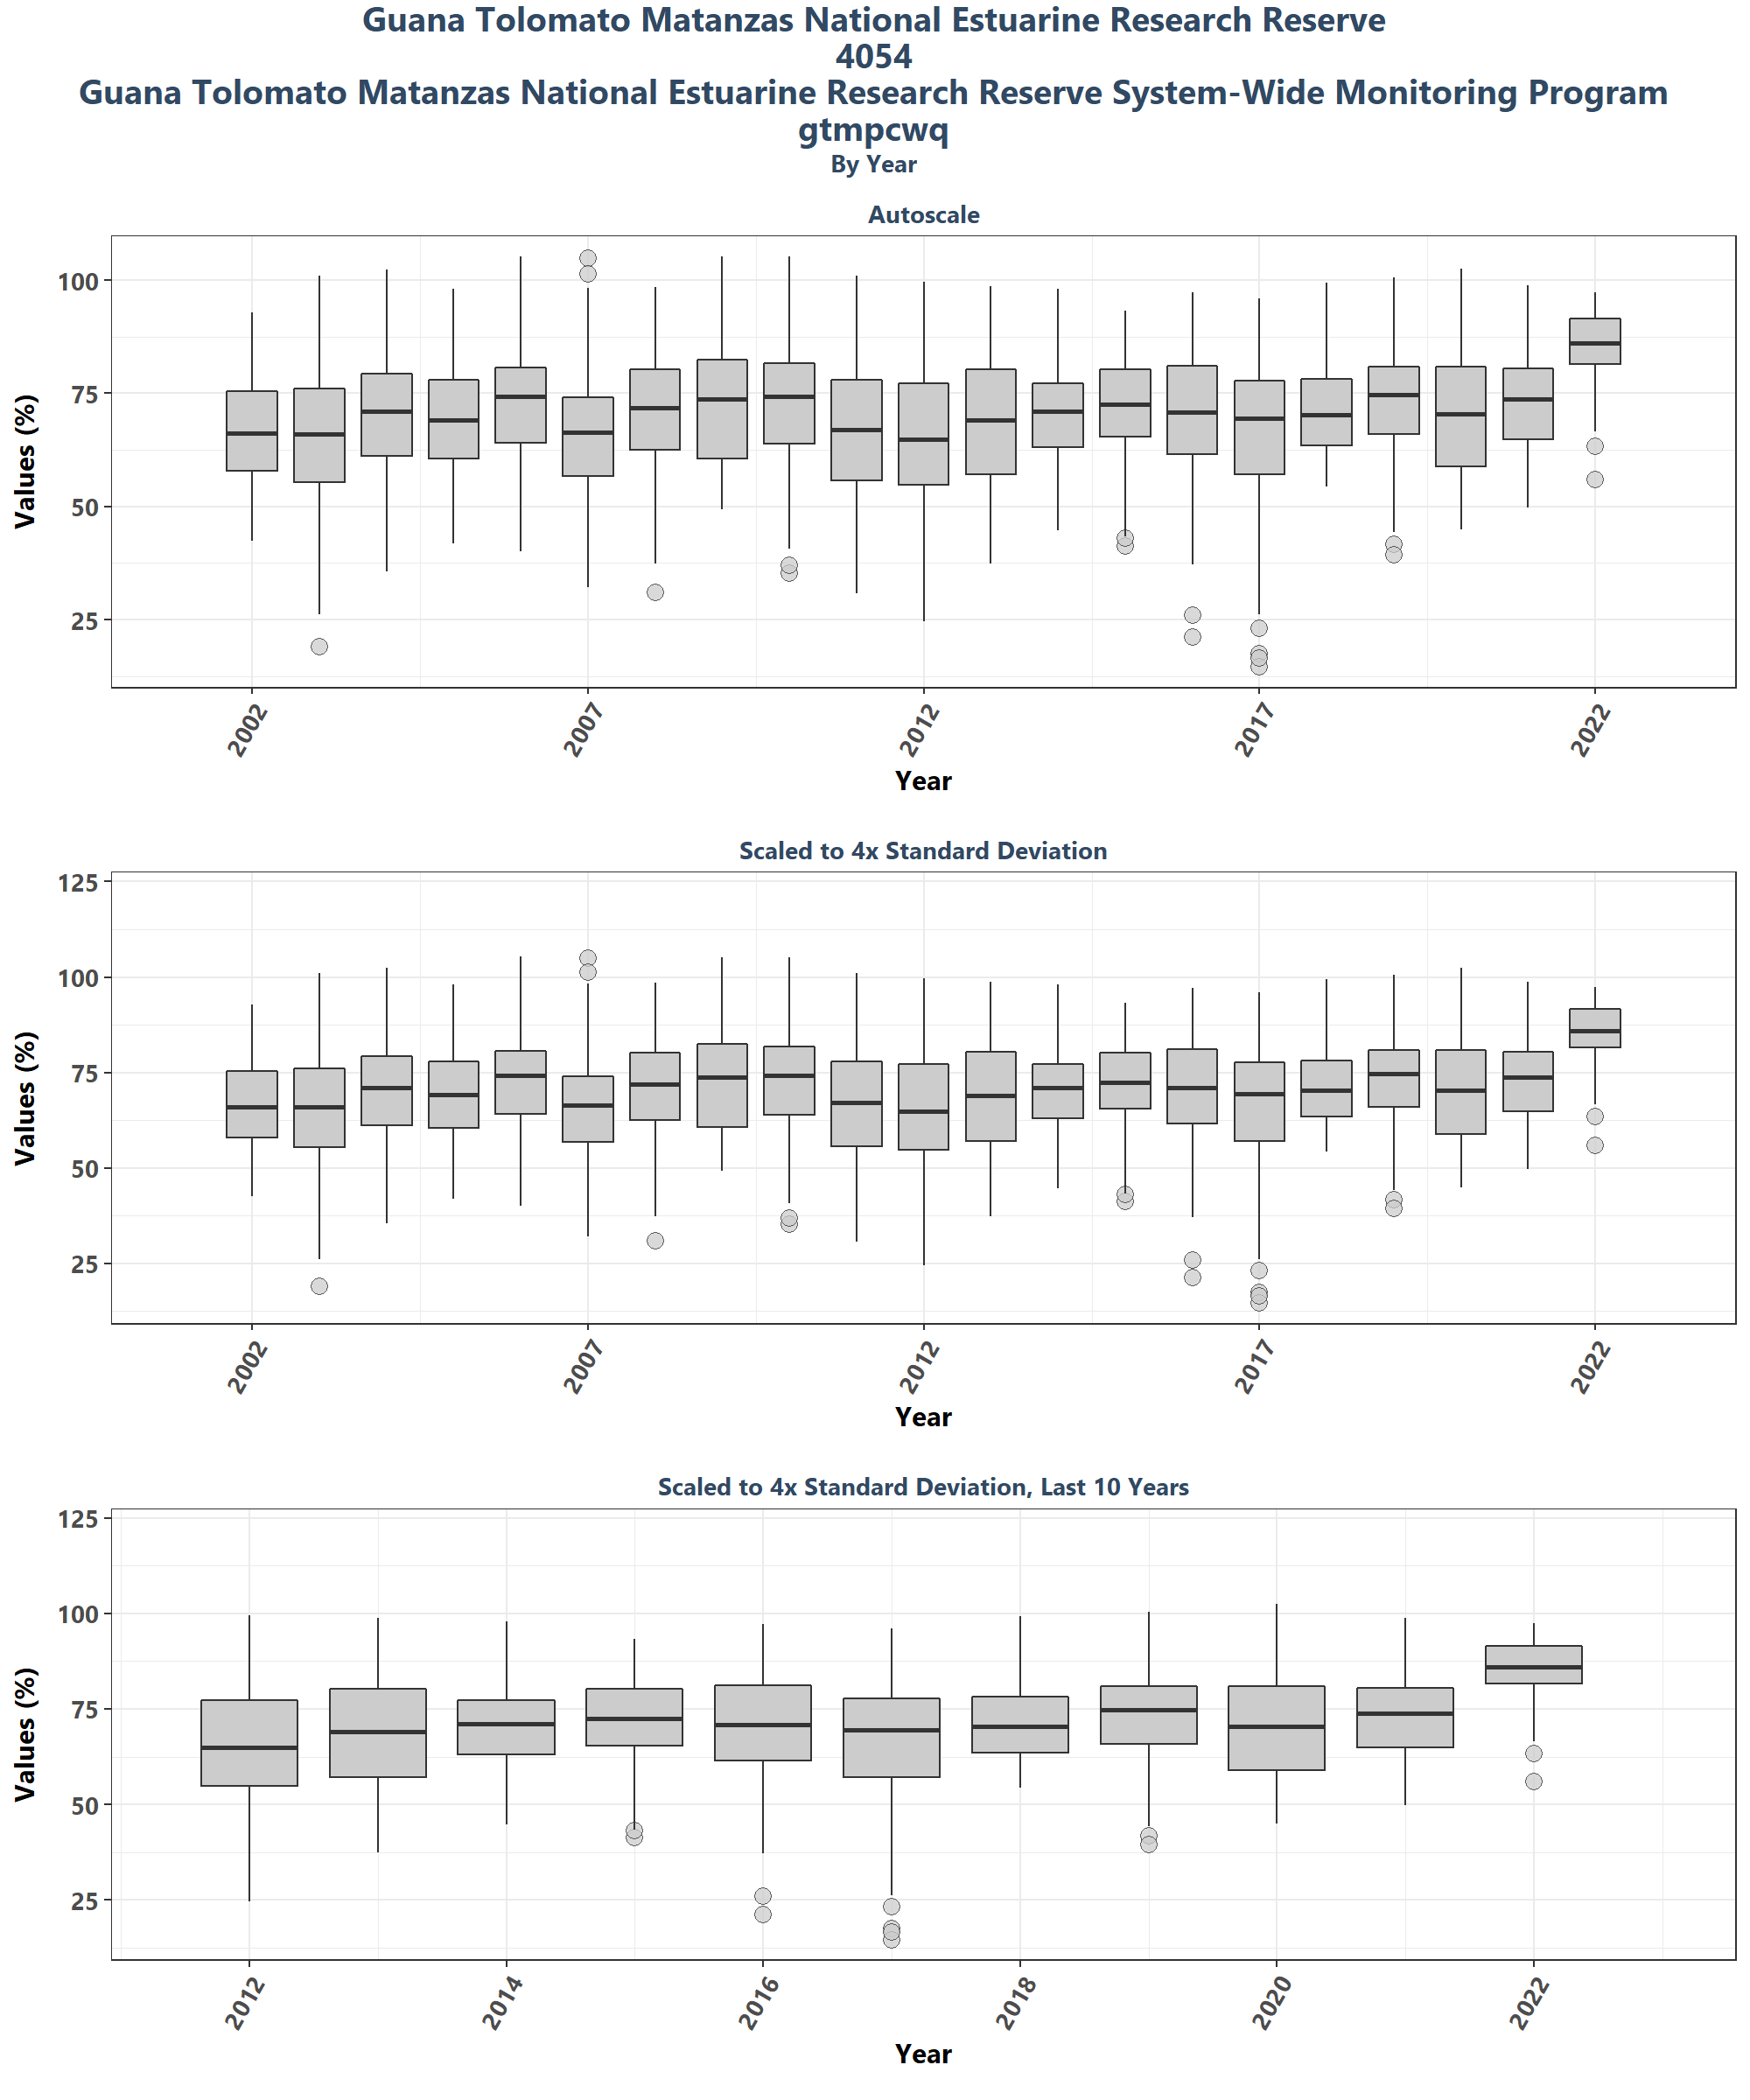 Guana Tolomato Matanzas National Estuarine Research Reserve
4054
Guana Tolomato Matanzas National Estuarine Research Reserve System-Wide Monitoring Program
gtmpcwq
By Year
Autoscale
Values (%)
100
75
50
25
2002
2007
2012
2017
2022
Year
Scaled to 4x Standard Deviation
Values (%)
125
100
75
50
25
2002
2007
2012
2017
2022
Year
Scaled to 4x Standard Deviation, Last 10 Years
Values (%)
125
100
75
50
25
2012
2014
2016
2018
2020
2022
Year